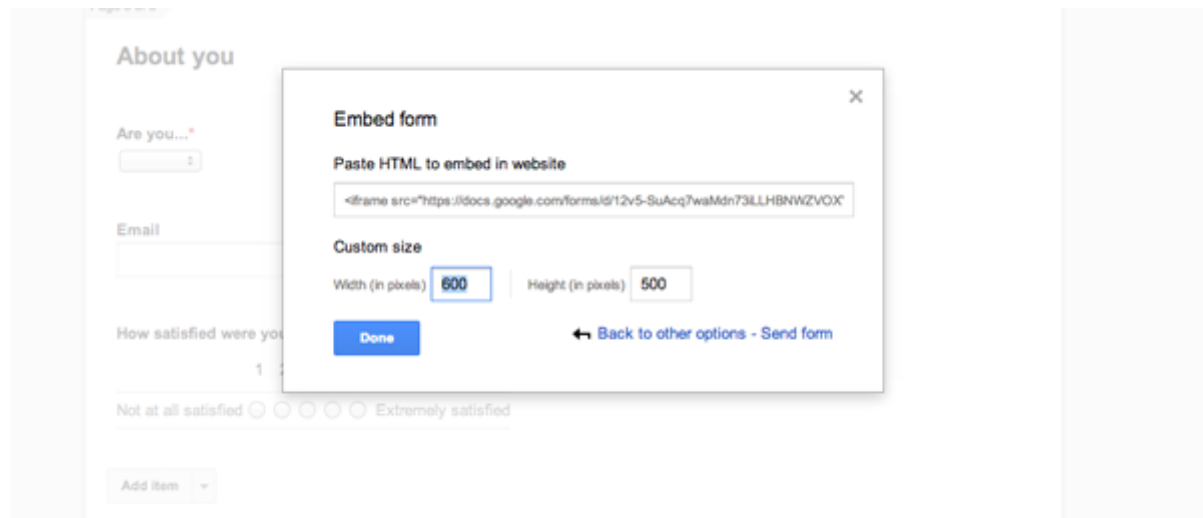 About you
Embed form
Are you...*
Paste HTML to embed in website
<iframe src="https://docs.google.com/forms/d/12v5-SuAcq7waMdn73iLLHBNWZVOX"
Email
Custom size
Width (in pixels) 600 Height (in pixels) 500
How satisfied were you
Done Back to other options - Send form
1
Not at all satisfied Extremely satisfied
Add item